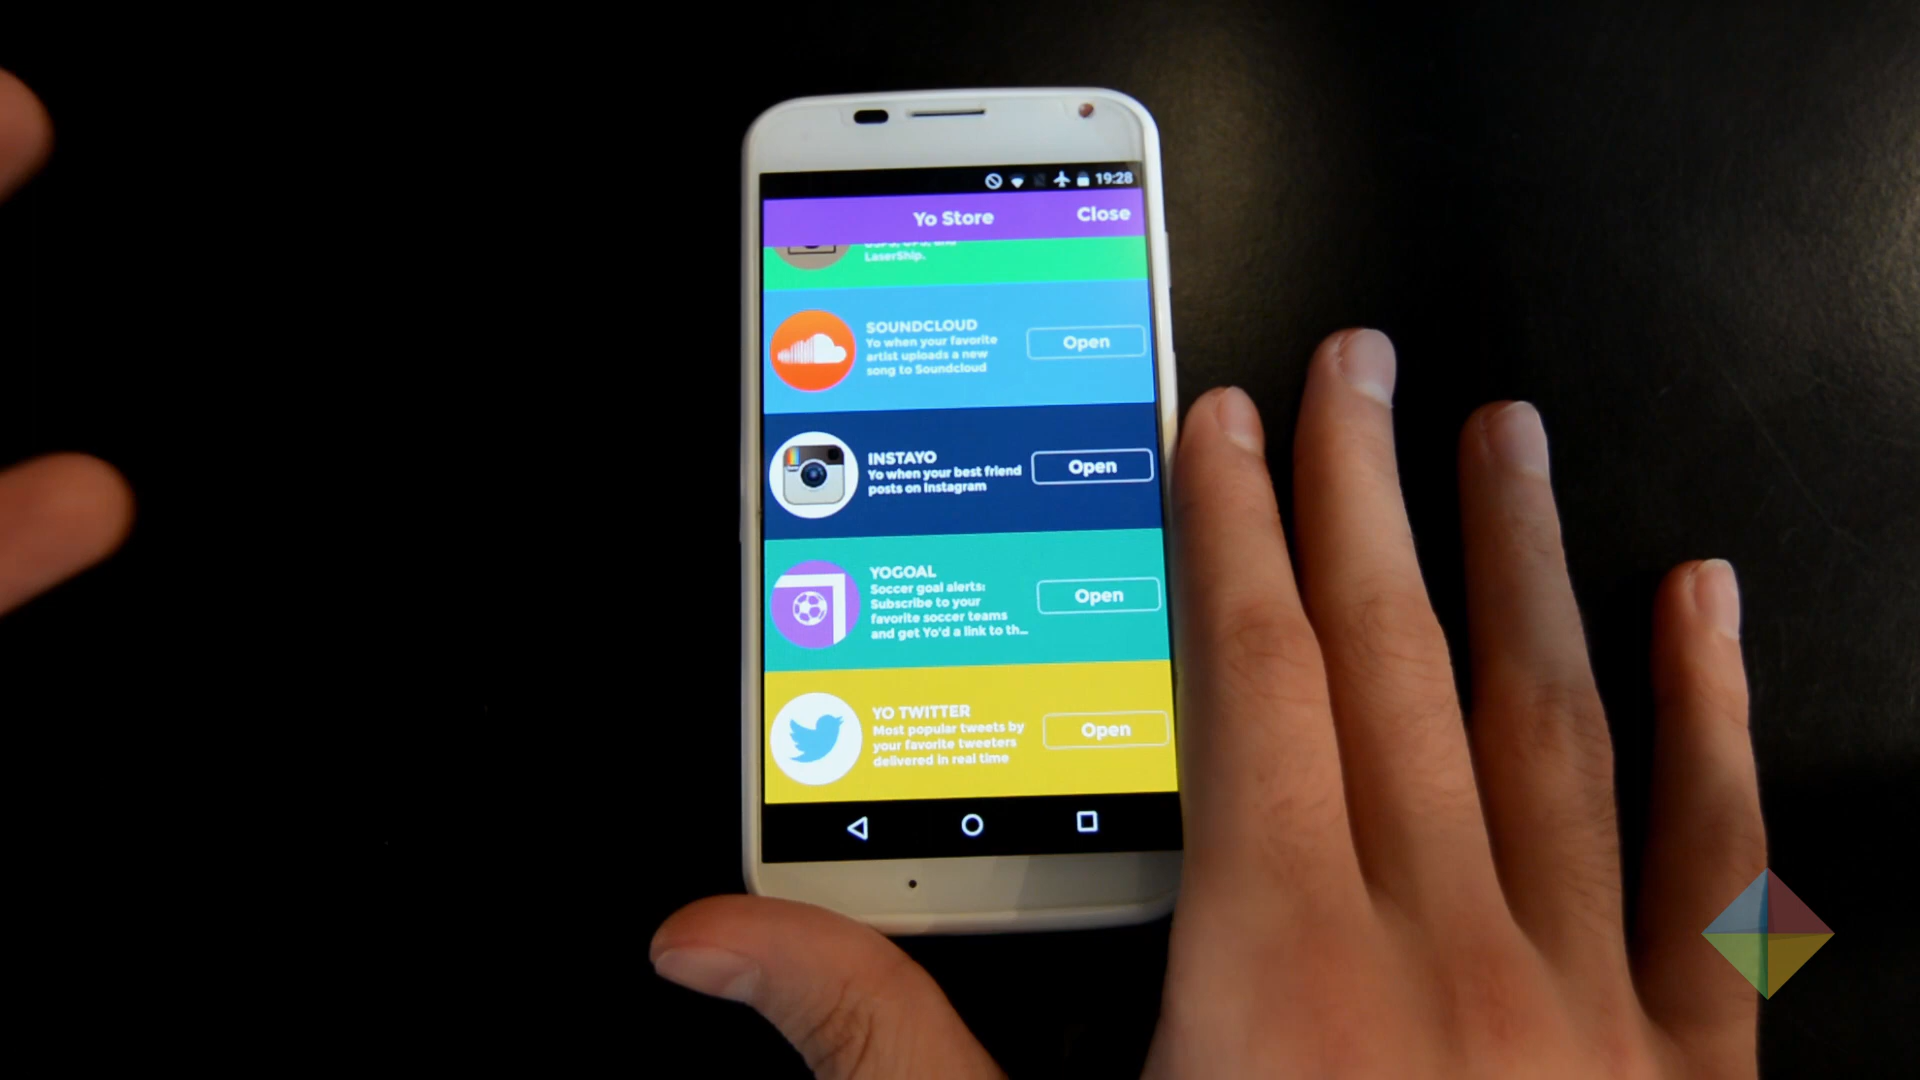 19:28
Yo Store
Close
USPS, UPS, and
LaserShip.
SOUNDCLOUD
Yo when your favorite
artist uploads a new
song to Soundcloud
Open
INSTAYO
Yo when your best friend
posts on Instagram
Open
YOGOAL
Soccer goal alerts:
Subscribe to your
favorite soccer teams
and get Yo'd a link to th...
Open
YO TWITTER
Most popular tweets by
your favorite tweeters
delivered in real time
Open